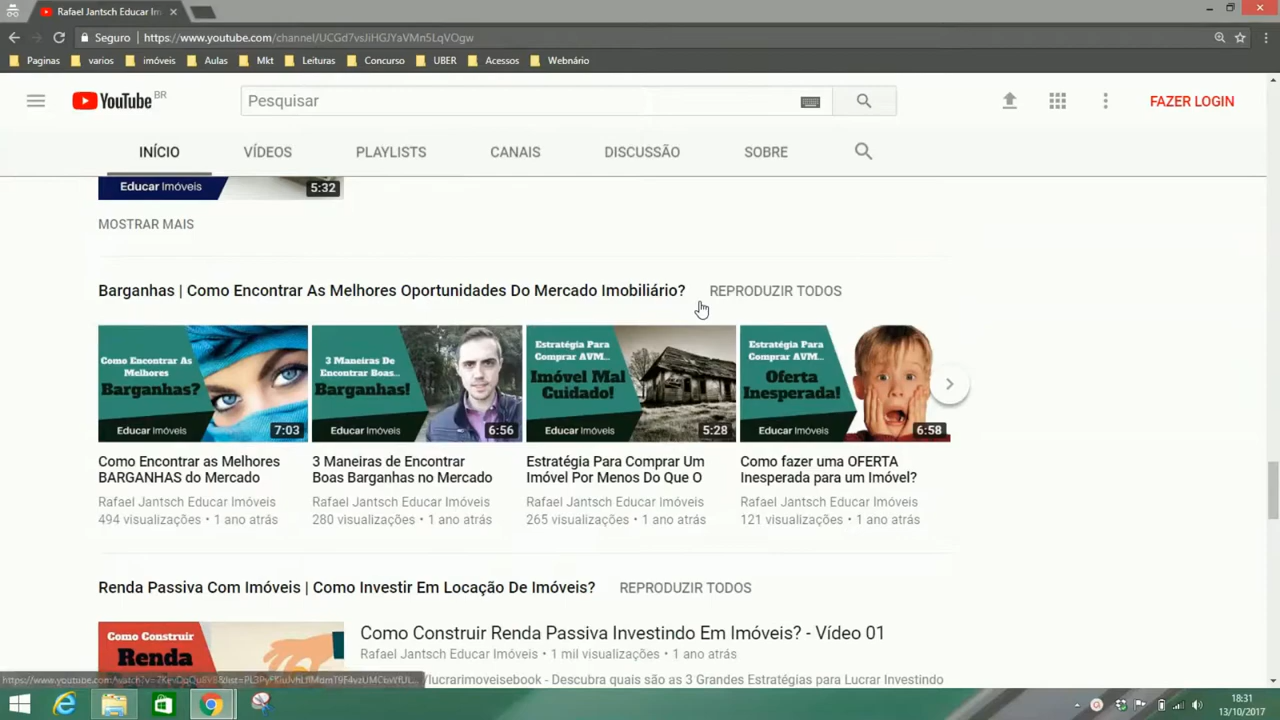 Rafael Jantsch Educar Im
Seguro
https://www.youtube.com/channel/UCGd7vsJiHGJYaVMn5LqVOgw
Paginas
varios
imóveis
Aulas
Mkt
Leituras
Concurso
UBER
Acessos
Webnário
YouTube BR
Pesquisar
FAZER LOGIN
INÍCIO
VÍDEOS
PLAYLISTS
CANAIS
DISCUSSÃO
SOBRE
Educar Imóveis
5:32
MOSTRAR MAIS
Barganhas | Como Encontrar As Melhores Oportunidades Do Mercado Imobiliário?
REPRODUZIR TODOS
Como Encontrar As
Melhores
Barganhas?
Educar Imóveis
7:03
3 Maneiras De
Encontrar Boas...
Barganhas!
Educar Imóveis
6:56
Estratégia Para
Comprar AVM...
Imóvel Mal
Cuidado!
Educar Imóveis
5:28
Estratégia Para
Comprar AVM...
Oferta
Inesperada!
Educar Imóveis
6:58
Como Encontrar as Melhores
BARGANHAS do Mercado
Rafael Jantsch Educar Imóveis
494 visualizações • 1 ano atrás
3 Maneiras de Encontrar
Boas Barganhas no Mercado
Rafael Jantsch Educar Imóveis
280 visualizações • 1 ano atrás
Estratégia Para Comprar Um
Imóvel Por Menos Do Que O
Rafael Jantsch Educar Imóveis
265 visualizações • 1 ano atrás
Como fazer uma OFERTA
Inesperada para um Imóvel?
Rafael Jantsch Educar Imóveis
121 visualizações • 1 ano atrás
Renda Passiva Com Imóveis | Como Investir Em Locação De Imóveis?
REPRODUZIR TODOS
Como Construir
Renda
Como Construir Renda Passiva Investindo Em Imóveis? - Vídeo 01
Rafael Jantsch Educar Imóveis • 1 mil visualizações • 1 ano atrás
/lucrarimoveisebook - Descubra quais são as 3 Grandes Estratégias para Lucrar Investindo
18:31
13/10/2017